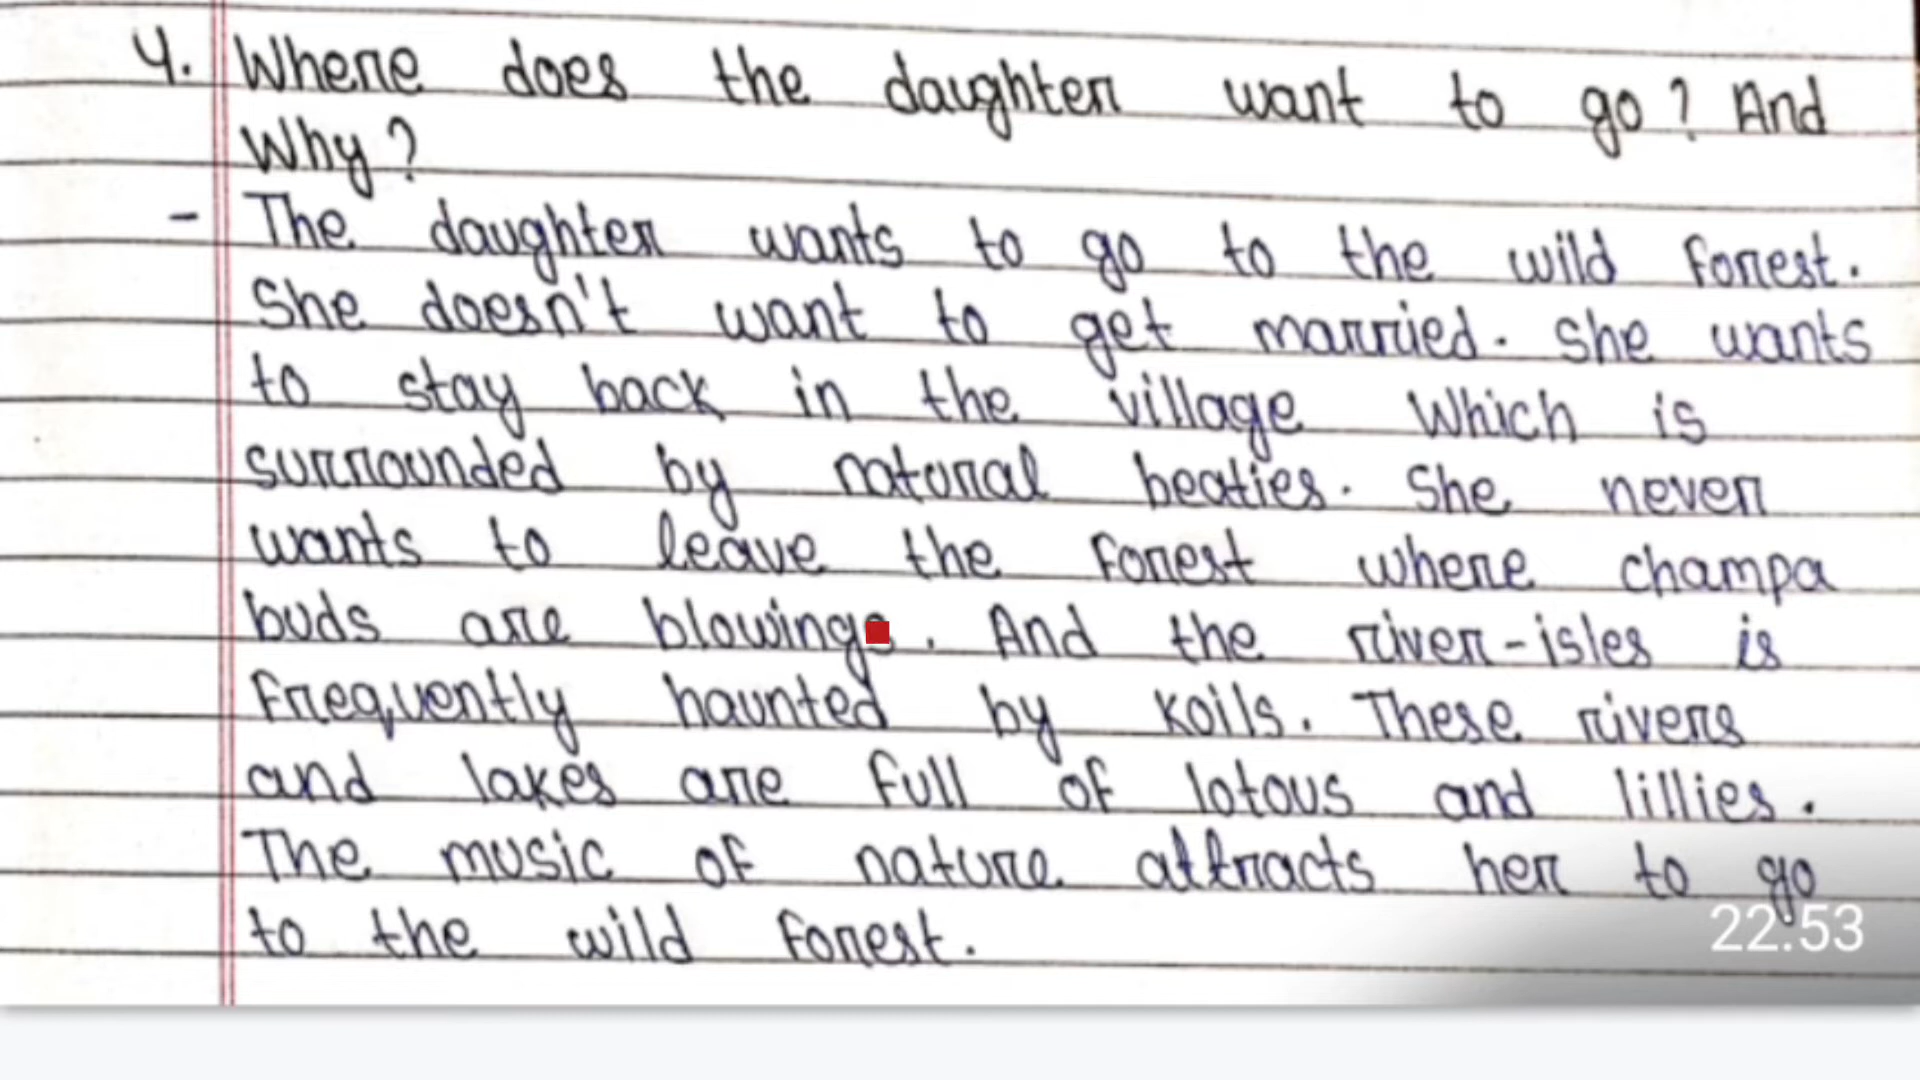 4. Where does the daughter want to go? And
Why?
- The daughter wants to go to the wild forest.
She doesn't want to get married. She wants
to stay back in the village which is
surrounded by natoral beaties. She never
wants to leave the forest where champa
buds are blowings. And the river-isles is
frequently haunted by koils. These rivers
and lakes are full of lotous and lillies.
The music of nature attracts her to go
to the wild forest.
22:53